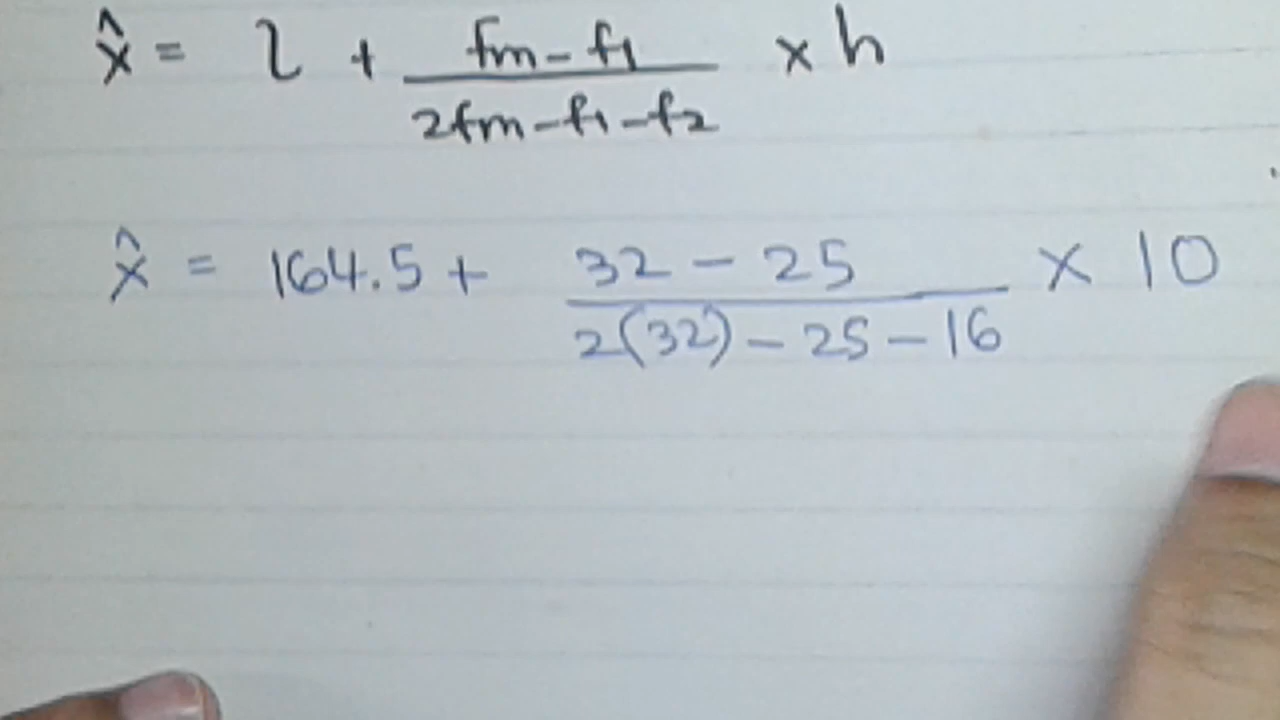 x̂ = l + (fm - f1)/(2fm - f1 - f2) × h
x̂ = 164.5 + (32 - 25)/(2(32) - 25 - 16) × 10